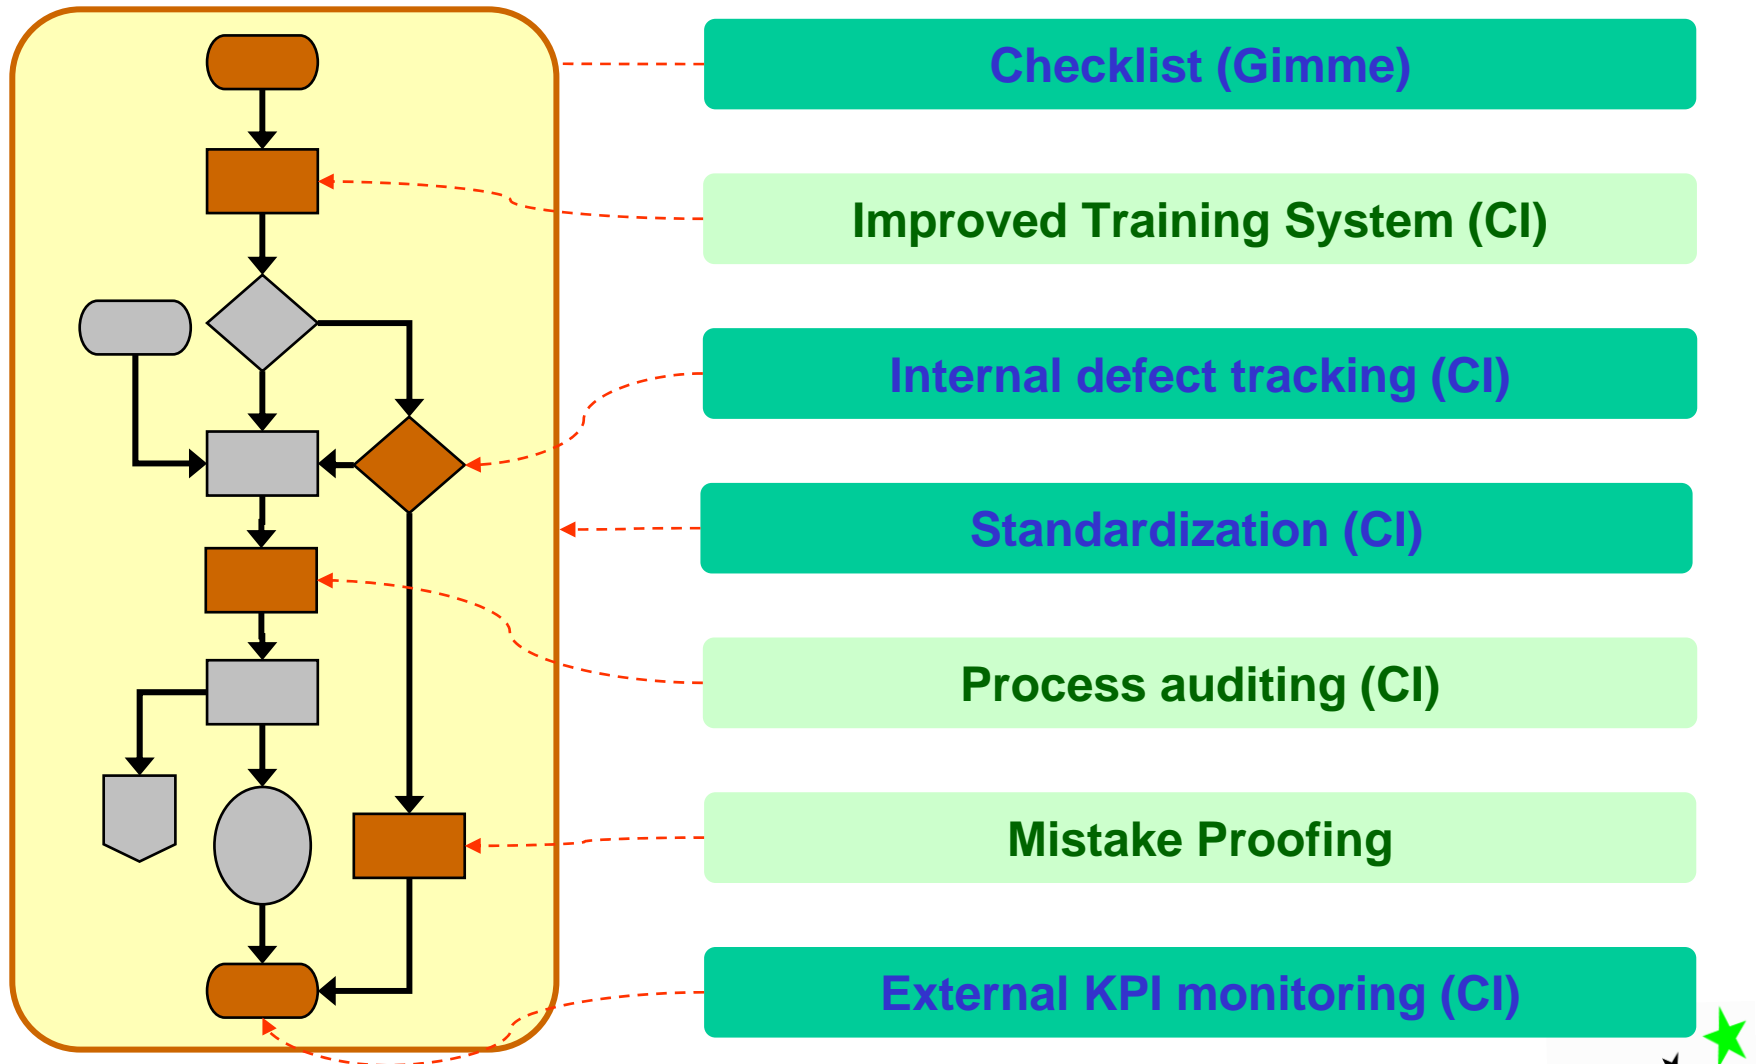 Checklist (Gimme)
Improved Training System (CI)
Internal defect tracking (CI)
Standardization (CI)
Process auditing (CI)
Mistake Proofing
External KPI monitoring (CI)